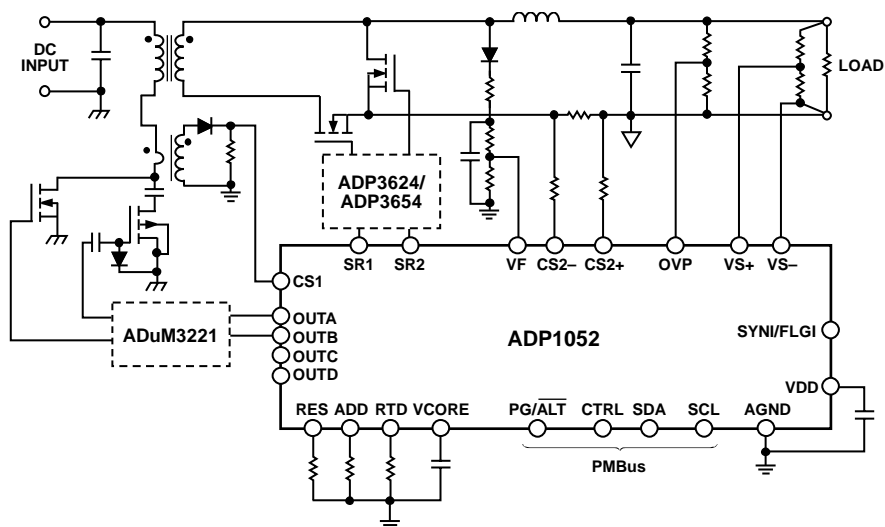 DC
INPUT
LOAD
ADP3624/
ADP3654
SR1
SR2
VF
CS2–
CS2+
OVP
VS+
VS–
CS1
OUTA
OUTB
OUTC
OUTD
ADuM3221
ADP1052
SYNI/FLGI
VDD
RES
ADD
RTD
VCORE
PG/ALT
CTRL
SDA
SCL
AGND
PMBus